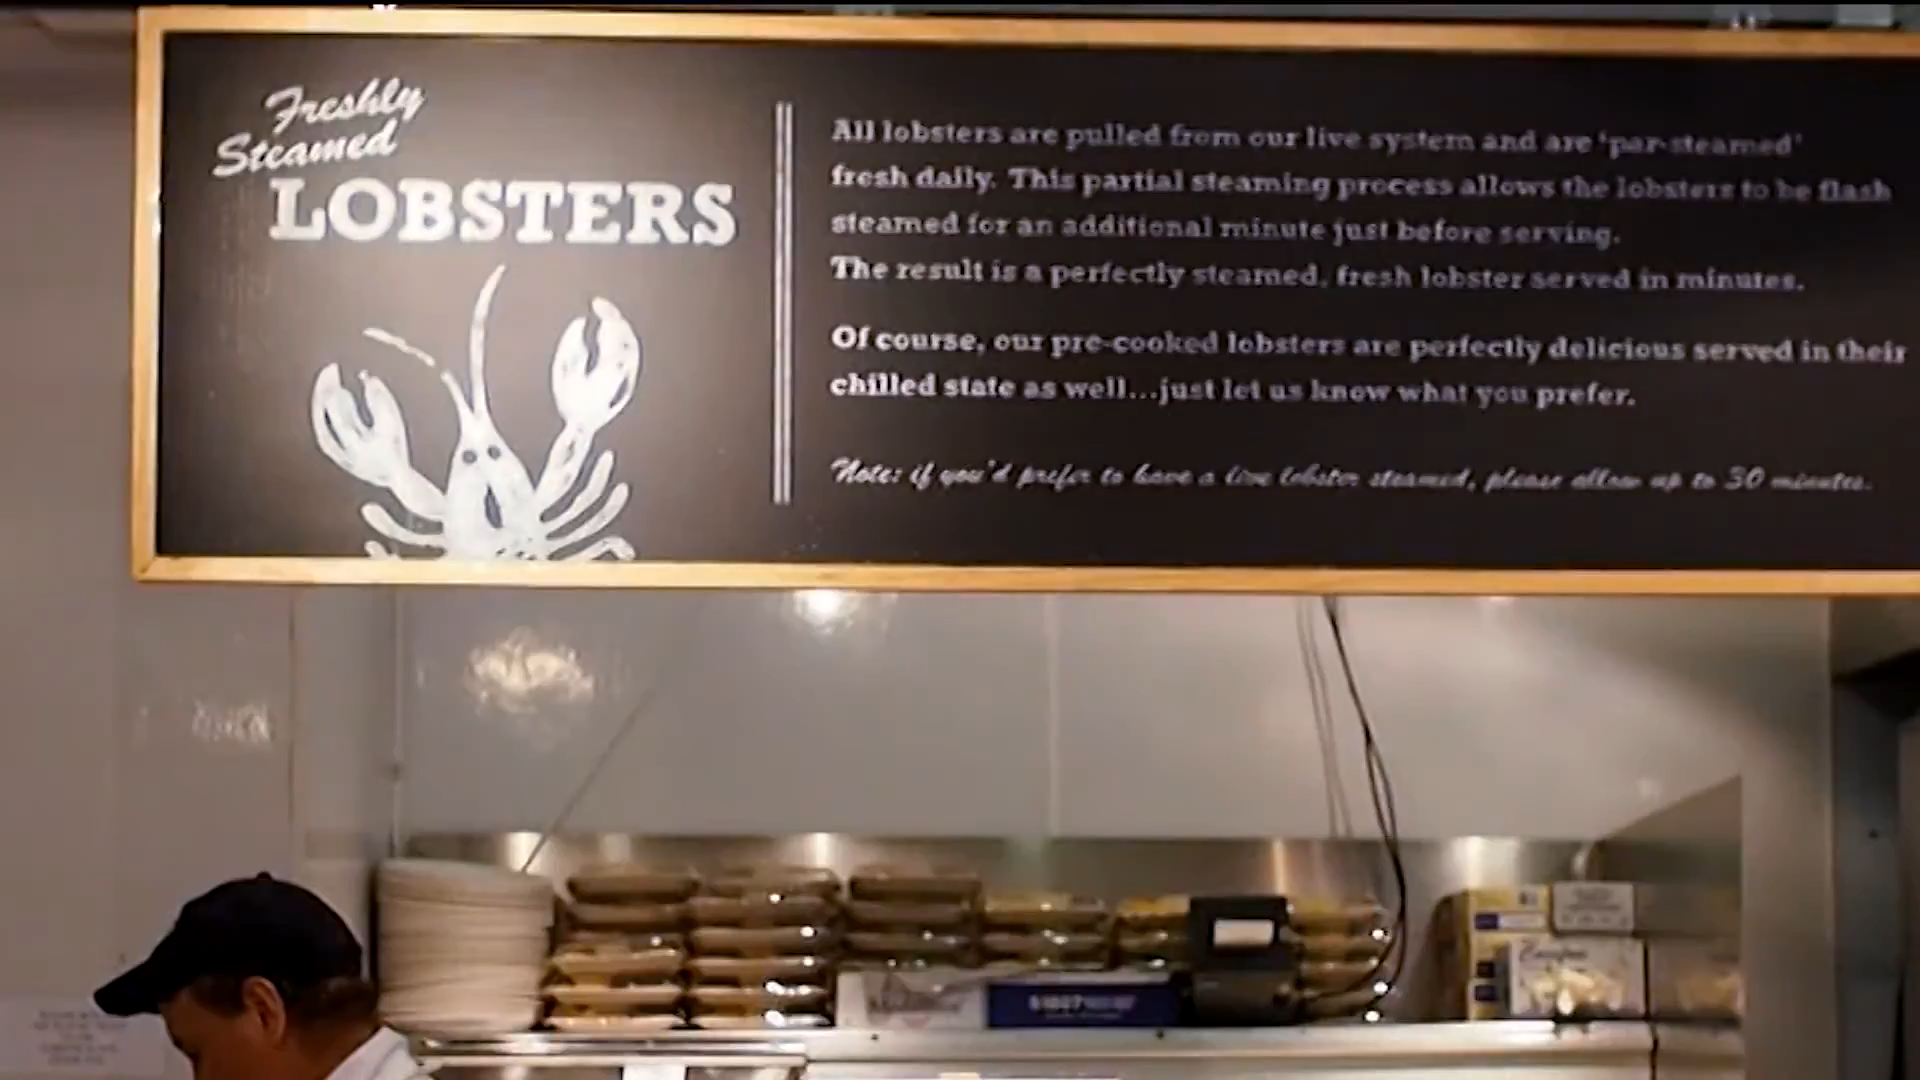 Freshly
Steamed
LOBSTERS
All lobsters are pulled from our live system and are 'par-steamed'
fresh daily. This partial steaming process allows the lobsters to be flash
steamed for an additional minute just before serving.
The result is a perfectly steamed, fresh lobster served in minutes.
Of course, our pre-cooked lobsters are perfectly delicious served in their
chilled state as well...just let us know what you prefer.
Note: if you'd prefer to have a live lobster steamed, please allow up to 30 minutes.